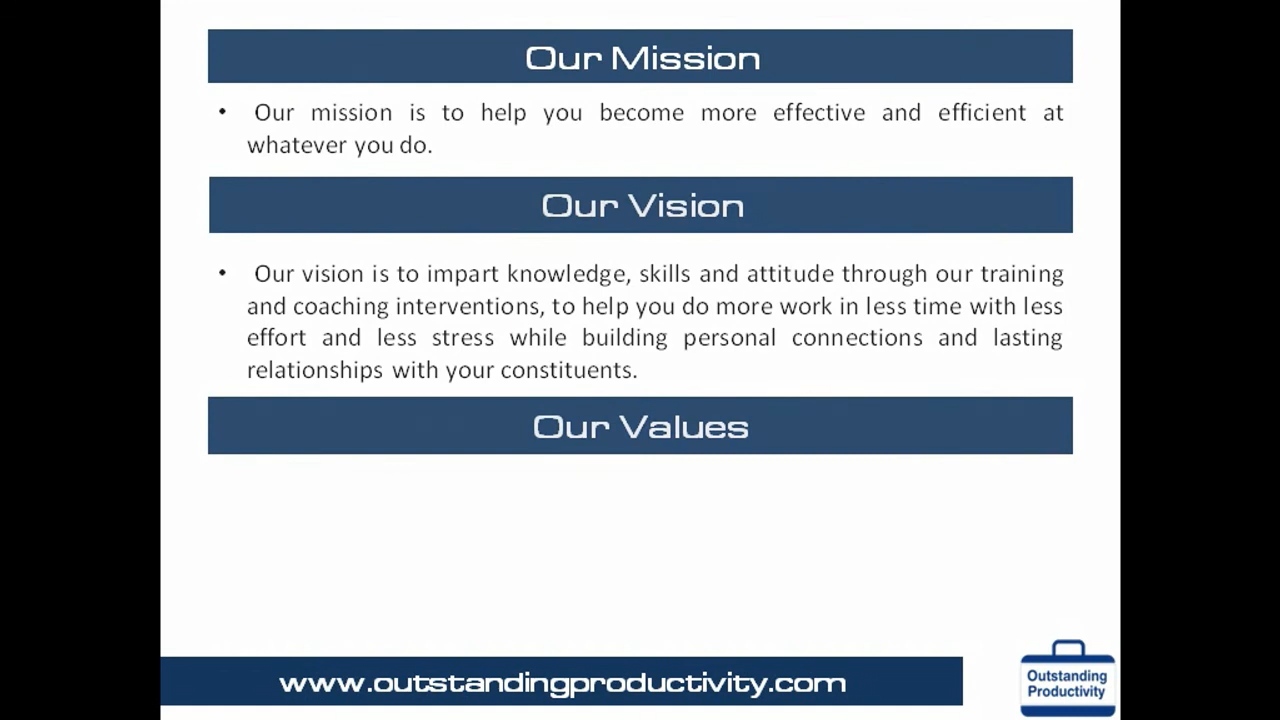 Our Mission
• Our mission is to help you become more effective and efficient at
whatever you do.
Our Vision
• Our vision is to impart knowledge, skills and attitude through our training
and coaching interventions, to help you do more work in less time with less
effort and less stress while building personal connections and lasting
relationships with your constituents.
Our Values
www.outstandingproductivity.com
Outstanding
Productivity